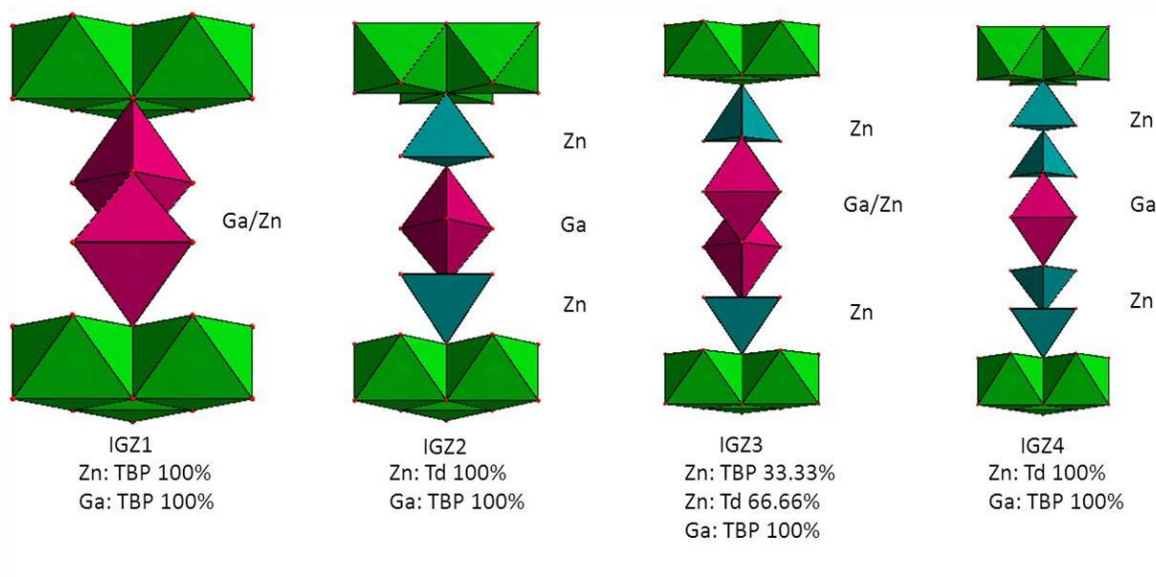 Ga/Zn
Zn
Ga
Zn
Zn
Ga/Zn
Zn
Zn
Ga
Zn
IGZ1
Zn: TBP 100%
Ga: TBP 100%
IGZ2
Zn: Td 100%
Ga: TBP 100%
IGZ3
Zn: TBP 33.33%
Zn: Td 66.66%
Ga: TBP 100%
IGZ4
Zn: Td 100%
Ga: TBP 100%